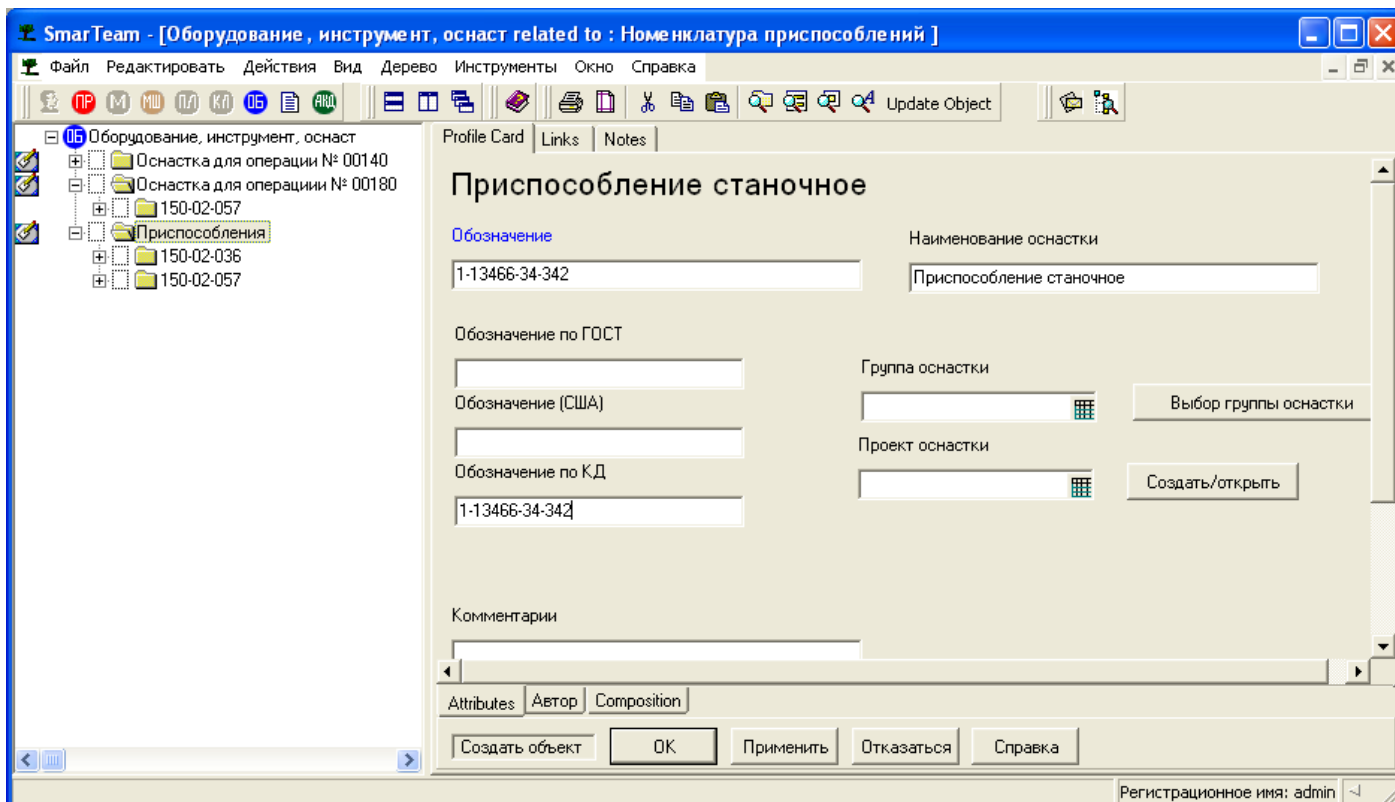 SmarTeam - [Оборудование , инструмент, оснаст related to : Номенклатура приспособлений ]
Файл Редактировать Действия Вид Дерево Инструменты Окно Справка
ПР М МШ ПЛ КЛ ОБ АКД Update Object
ОБ Оборудование, инструмент, оснаст
Оснастка для операции № 00140
Оснастка для операциии № 00180
150-02-057
Приспособления
150-02-036
150-02-057
Profile Card Links Notes
Приспособление станочное
Обозначение Наименование оснастки
1-13466-34-342 Приспособление станочное
Обозначение по ГОСТ
Группа оснастки
Обозначение (США) Выбор группы оснастки
Проект оснастки
Обозначение по КД Создать/открыть
1-13466-34-342
Комментарии
Attributes Автор Composition
Создать объект OK Применить Отказаться Справка
Регистрационное имя: admin